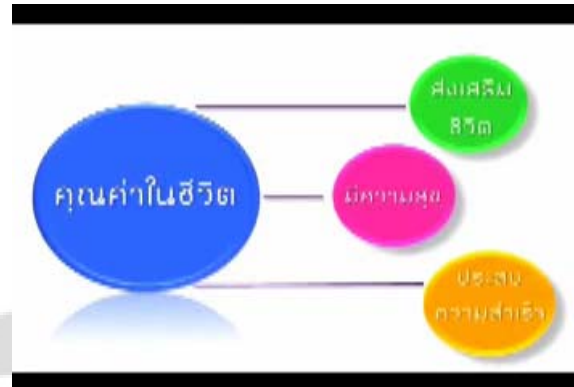 คุณค่าในชีวิต
ส่งเสริม
ชีวิต
มีความสุข
ประสบ
ความสำเร็จ